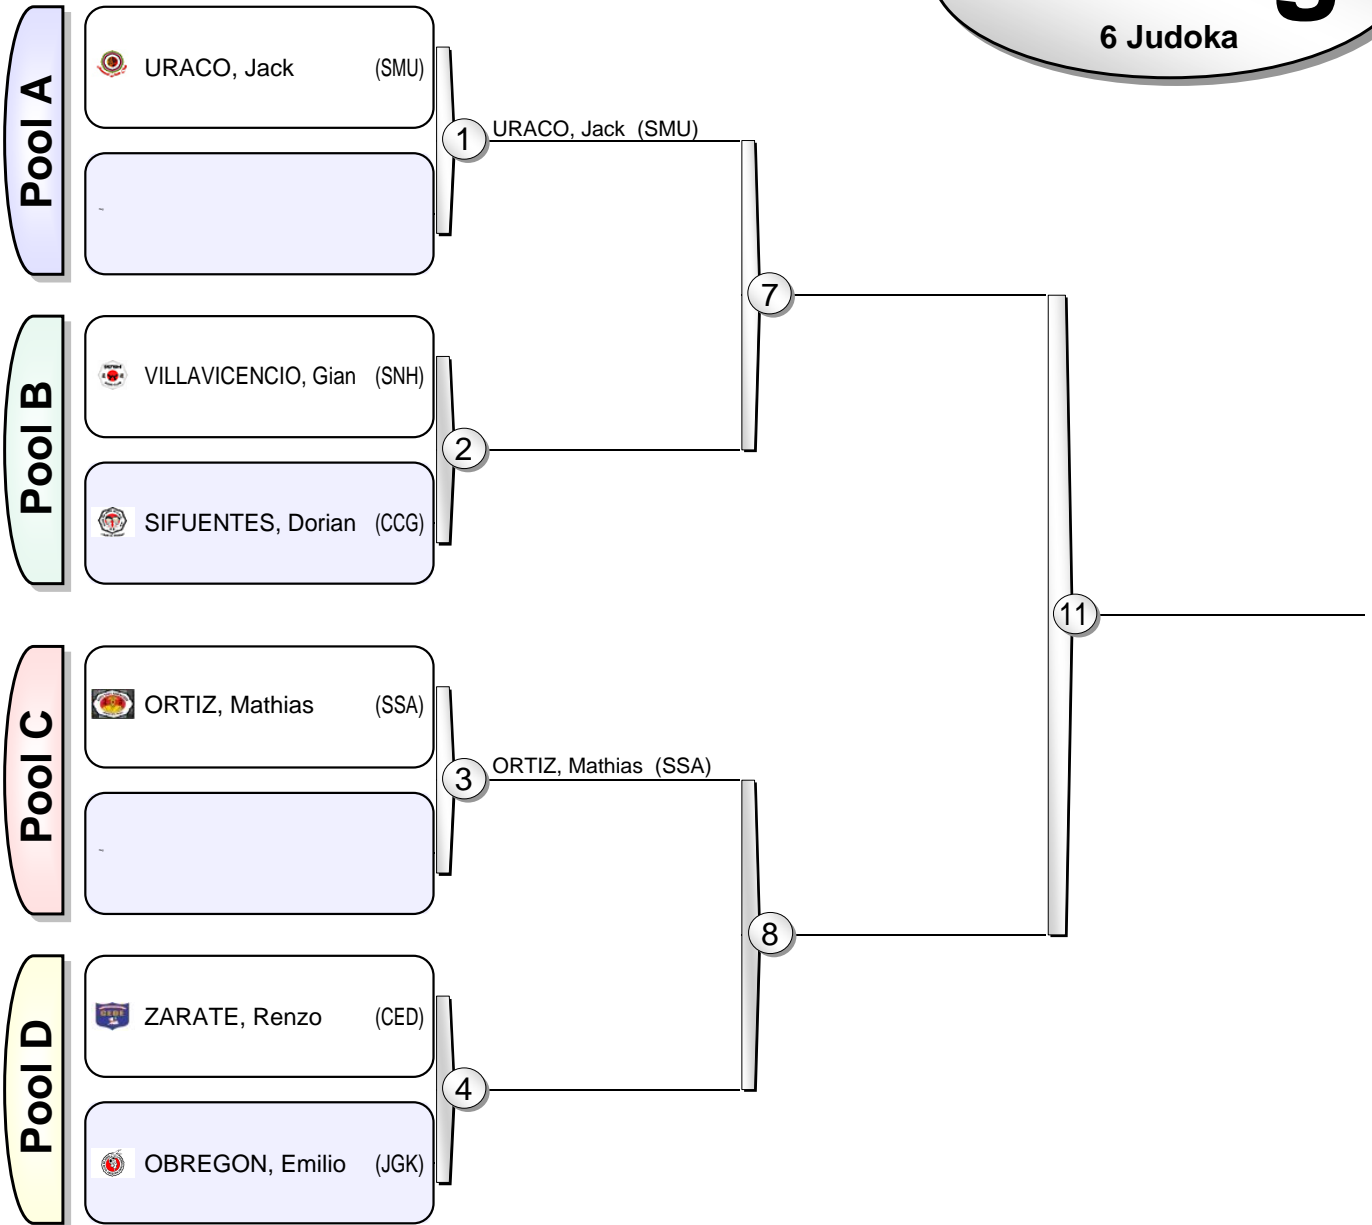 6 Judoka
Pool A
URACO, Jack (SMU)
-
1
URACO, Jack (SMU)
7
Pool B
VILLAVICENCIO, Gian (SNH)
SIFUENTES, Dorian (CCG)
2
11
Pool C
ORTIZ, Mathias (SSA)
-
3
ORTIZ, Mathias (SSA)
8
Pool D
ZARATE, Renzo (CED)
OBREGON, Emilio (JGK)
4